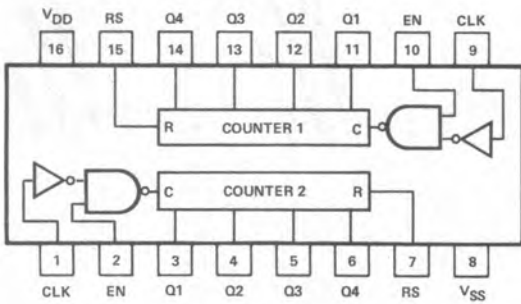 VDD RS Q4 Q3 Q2 Q1 EN CLK
16 15 14 13 12 11 10 9
R COUNTER 1 C
C COUNTER 2 R
1 2 3 4 5 6 7 8
CLK EN Q1 Q2 Q3 Q4 RS VSS